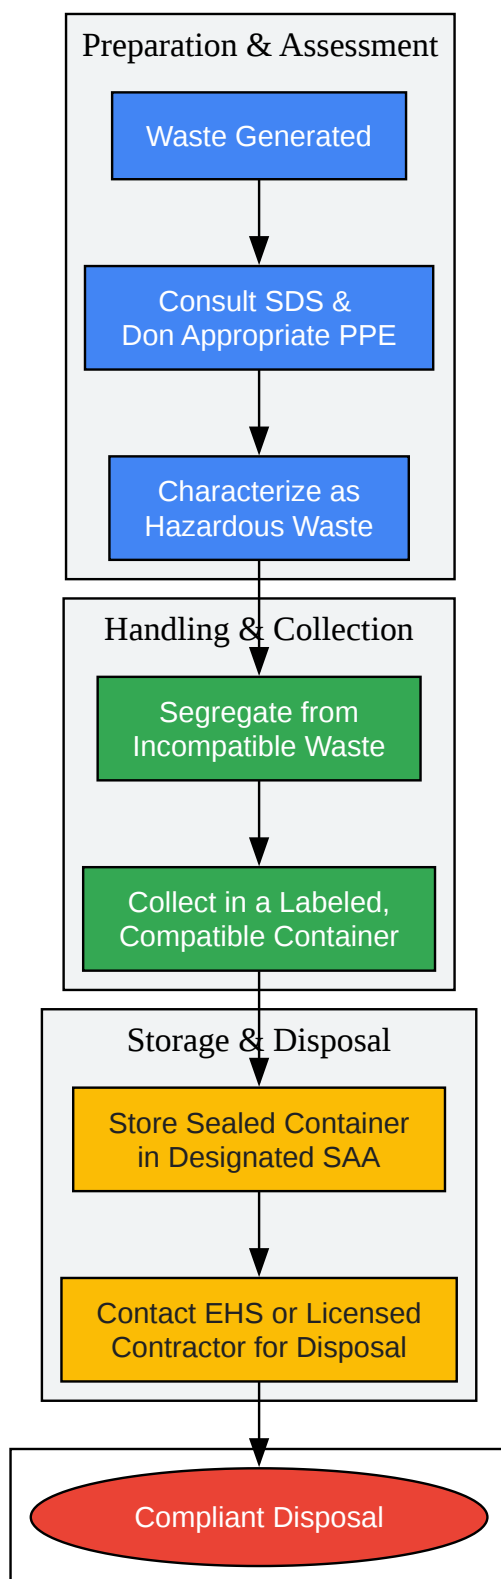 Preparation & Assessment
Waste Generated
Consult SDS &
Don Appropriate PPE
Characterize as
Hazardous Waste
Handling & Collection
Segregate from
Incompatible Waste
Collect in a Labeled,
Compatible Container
Storage & Disposal
Store Sealed Container
in Designated SAA
Contact EHS or Licensed
Contractor for Disposal
Compliant Disposal